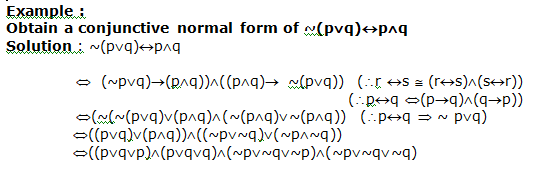 Example :
Obtain a conjunctive normal form of ~(p∨q)↔p∧q
Solution : ~(p∨q)↔p∧q
⇔ (~p∨q)→(p∧q))∧((p∧q)→ ~(p∨q)) (∴r ↔s ≅ (r↔s)∧(s↔r))
(∴p↔q ⇔(p→q)∧(q→p))
⇔(~(~(p∨q)∨(p∧q)∧(~(p∧q)∨~(p∧q)) (∴p↔q ⇒ ~ p∨q)
⇔((p∨q)∨(p∧q))∧((~p∨~q)∨(~p∧~q))
⇔((p∨q∨p)∧(p∨q∨q)∧(~p∨~q∨~p)∧(~p∨~q∨~q)